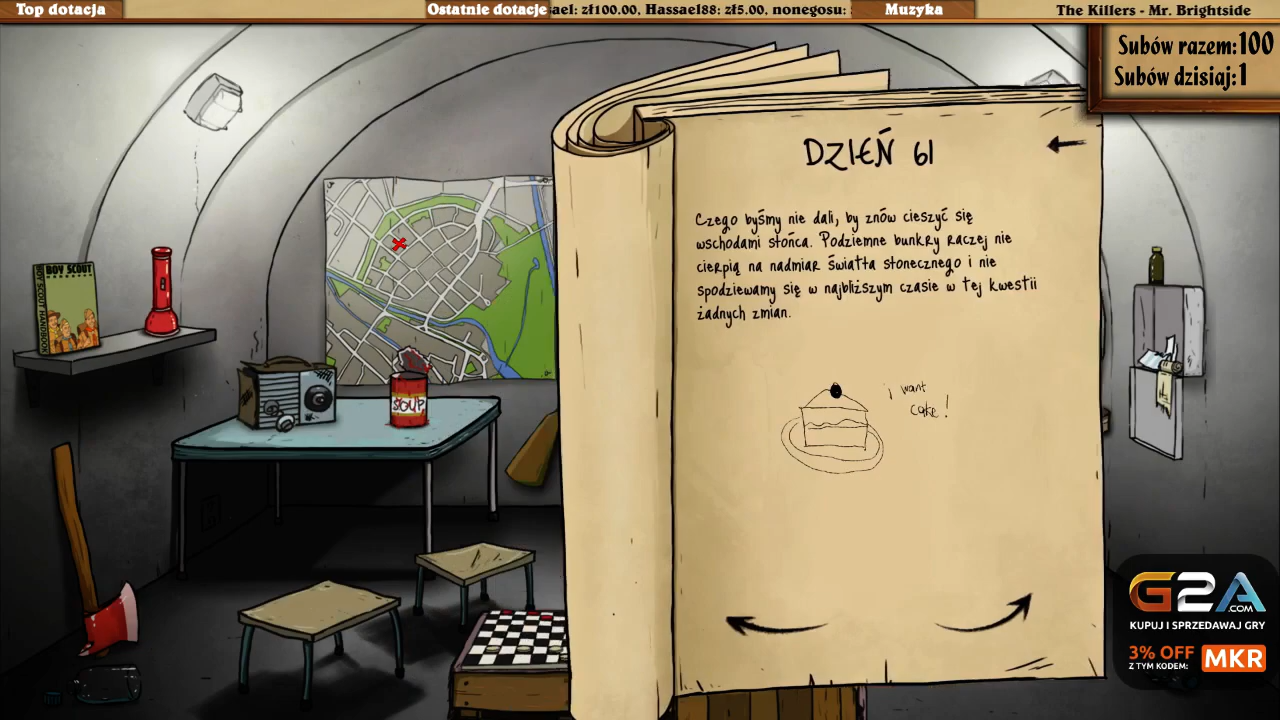 Top dotacja
Ostatnie dotacje
ael: zł100.00, Hassael88: zł5.00, nonegosu:
Muzyka
The Killers - Mr. Brightside
Subów razem:100
Subów dzisiaj:1
DZIEŃ 61
Czego byśmy nie dali, by znów cieszyć się
wschodami słońca. Podziemne bunkry raczej nie
cierpią na nadmiar światła słonecznego i nie
spodziewamy się w najbliższym czasie w tej kwestii
żadnych zmian.
i want
cake!
BOY SCOUT
BOY SCOUT HANDBOOK
SOUP
G2A
.COM
KUPUJ I SPRZEDAWAJ GRY
3% OFF
Z TYM KODEM:
MKR